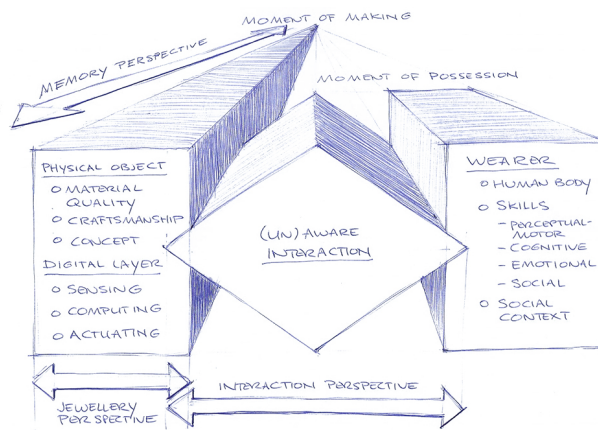 MOMENT OF MAKING
MEMORY PERSPECTIVE
MOMENT OF POSSESSION
PHYSICAL OBJECT
O MATERIAL
QUALITY
O CRAFTSMANSHIP
O CONCEPT
DIGITAL LAYER
O SENSING
O COMPUTING
O ACTUATING
(UN)AWARE
INTERACTION
WEARER
O HUMAN BODY
O SKILLS
- PERCEPTUAL-
MOTOR
- COGNITIVE
- EMOTIONAL
- SOCIAL
O SOCIAL
CONTEXT
INTERACTION PERSPECTIVE
JEWELLERY
PERSPECTIVE